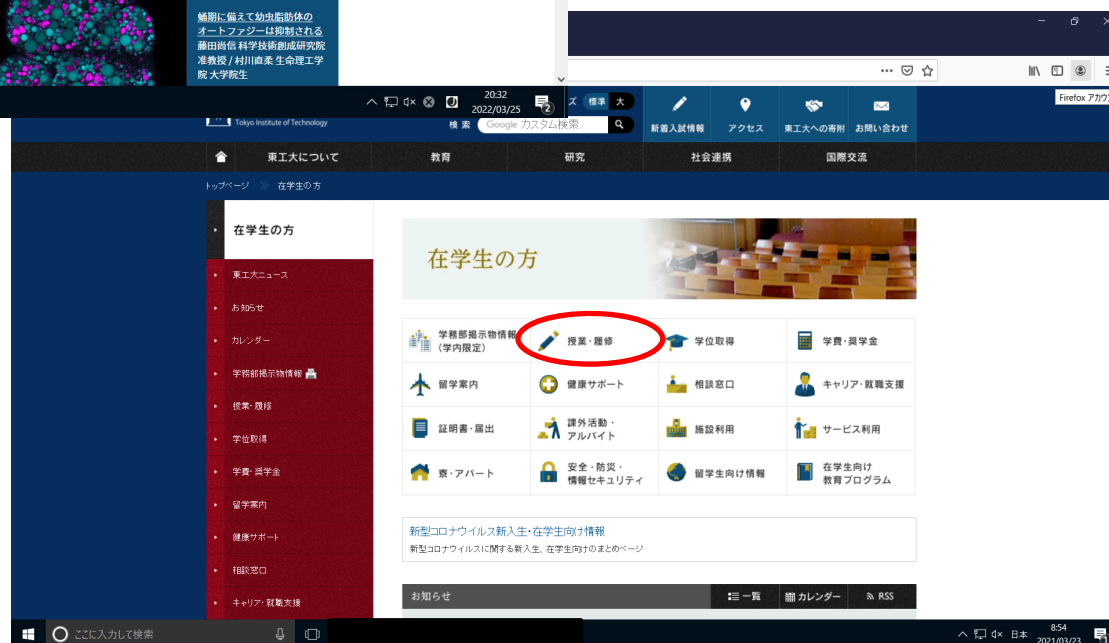 蛹期に備えて幼虫脂肪体の
オートファジーは抑制される
藤田尚信 科学技術創成研究院
准教授 / 村川直柔 生命理工学
院 大学院生
20:32
2022/03/25
2
ズ 標準 大
Tokyo Institute of Technology
検索 Google カスタム検索
新着入試情報 アクセス 東工大への寄附 お問い合わせ
東工大について 教育 研究 社会連携 国際交流
トップページ 在学生の方
在学生の方
東工大ニュース
お知らせ
カレンダー
学務部掲示物情報
授業・履修
学位取得
学費・奨学金
留学案内
健康サポート
相談窓口
キャリア・就職支援
在学生の方
学務部掲示物情報
(学内限定)
授業・履修
学位取得
学費・奨学金
留学案内
健康サポート
相談窓口
キャリア・就職支援
証明書・届出
課外活動・
アルバイト
施設利用
サービス利用
寮・アパート
安全・防災・
情報セキュリティ
留学生向け情報
在学生向け
教育プログラム
新型コロナウイルス新入生・在学生向け情報
新型コロナウイルスに関する新入生、在学生向けのまとめページ
お知らせ 一覧 カレンダー RSS
ここに入力して検索
日本
8:54
2021/03/23